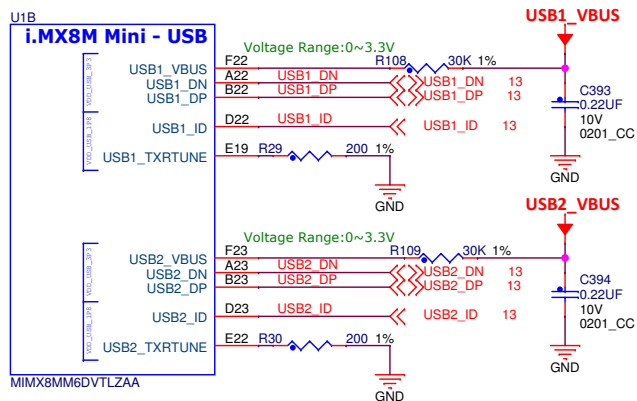 U1B
i.MX8M Mini - USB
USB1_VBUS
Voltage Range:0~3.3V
VDD_USB_3P3
USB1_VBUS F22 R108 30K 1%
USB1_DN A22 USB1_DN USB1_DN 13
USB1_DP B22 USB1_DP USB1_DP 13
C393
0.22UF
10V
0201_CC
GND
VDD_USB_1P8
USB1_ID D22 USB1_ID USB1_ID 13
USB1_TXRTUNE E19 R29 200 1%
GND
USB2_VBUS
Voltage Range:0~3.3V
VDD_USB_3P3
USB2_VBUS F23 R109 30K 1%
USB2_DN A23 USB2_DN USB2_DN 13
USB2_DP B23 USB2_DP USB2_DP 13
C394
0.22UF
10V
0201_CC
GND
VDD_USB_1P8
USB2_ID D23 USB2_ID USB2_ID 13
USB2_TXRTUNE E22 R30 200 1%
GND
MIMX8MM6DVTLZAA